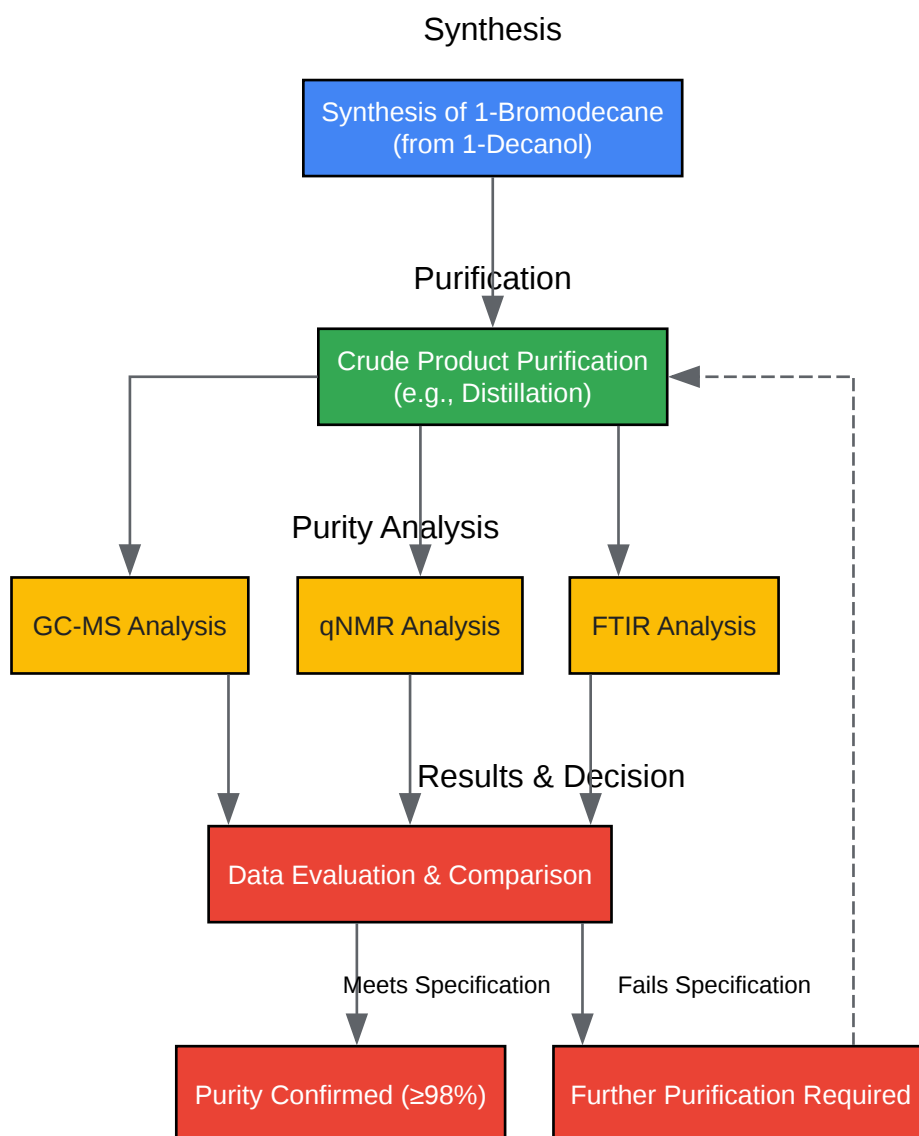 Synthesis
Synthesis of 1-Bromodecane
(from 1-Decanol)
Purification
Crude Product Purification
(e.g., Distillation)
Purity Analysis
GC-MS Analysis
qNMR Analysis
FTIR Analysis
Results & Decision
Data Evaluation & Comparison
Meets Specification
Fails Specification
Purity Confirmed (≥98%)
Further Purification Required